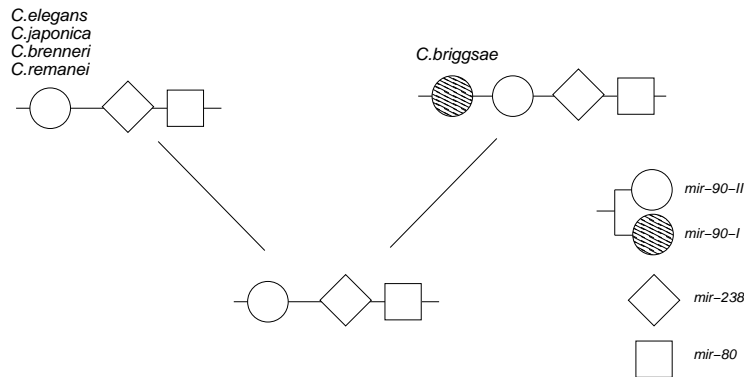 C.elegans
C.japonica
C.brenneri
C.remanei
C.briggsae
mir−90−II
mir−90−I
mir−238
mir−80